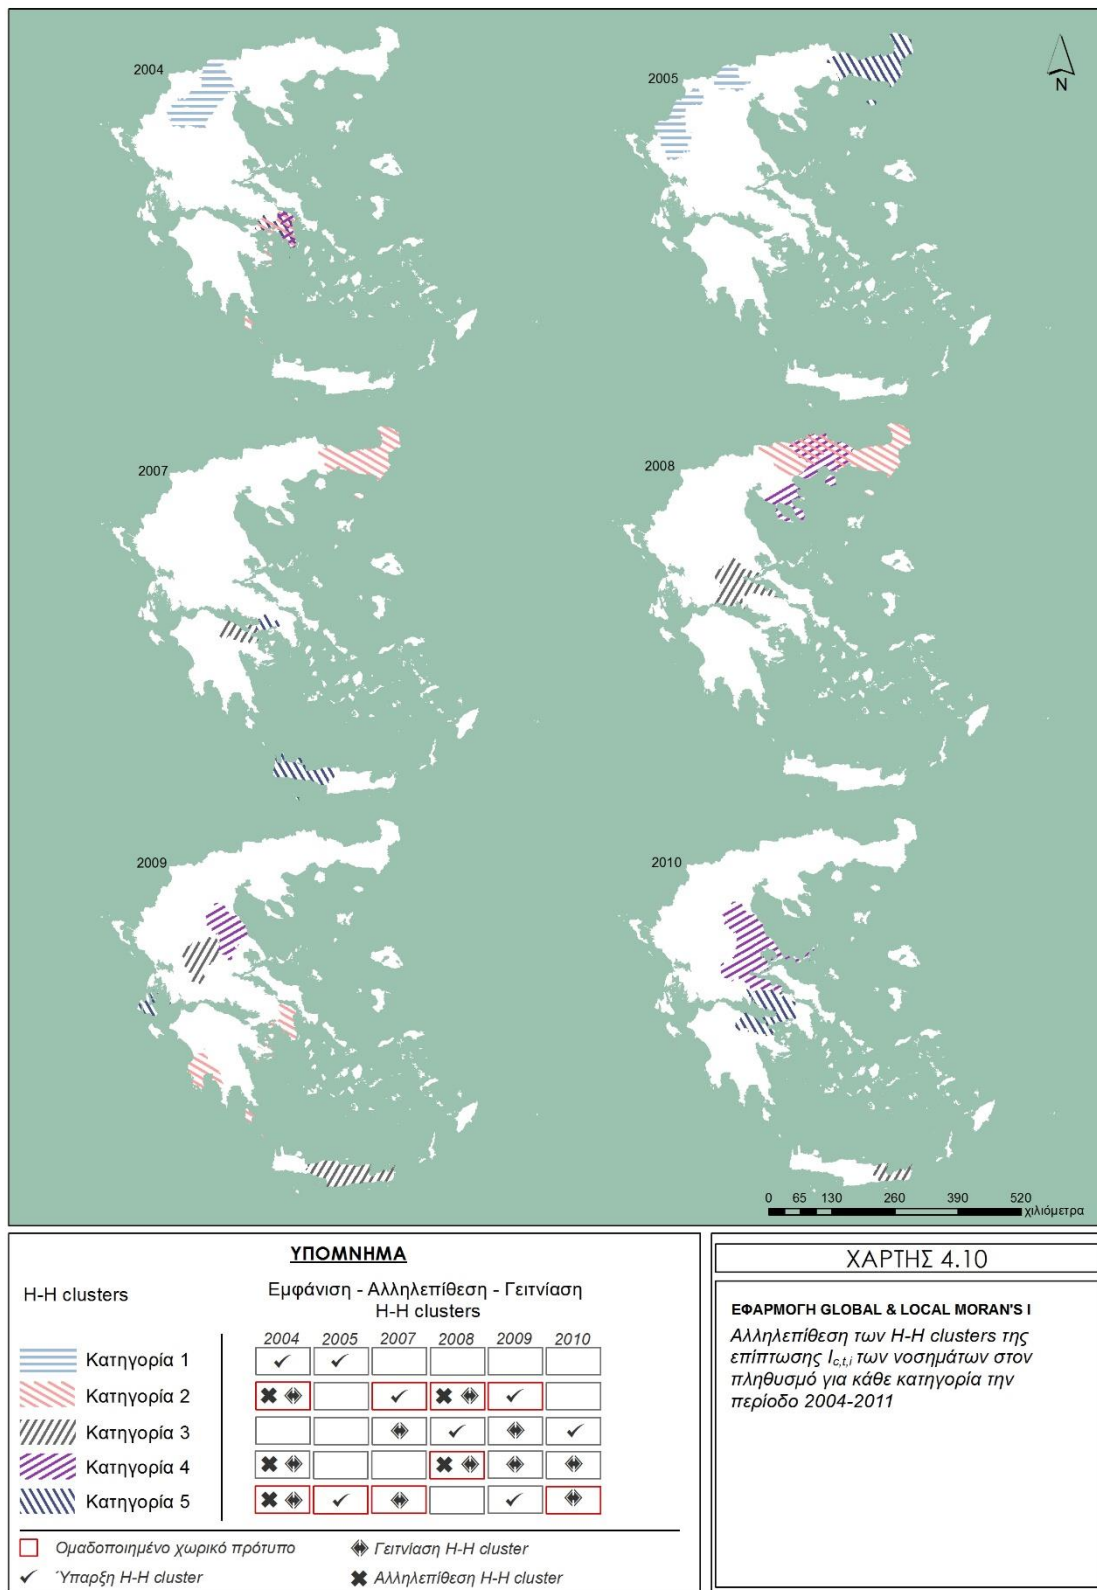 2004
2005
N
2007
2008
2009
2010
0 65 130 260 390 520
χιλιόμετρα
ΥΠΟΜΝΗΜΑ
H-H clusters
Εμφάνιση - Αλληλεπίθεση - Γειτνίαση
H-H clusters
2004 2005 2007 2008 2009 2010
Κατηγορία 1
Κατηγορία 2
Κατηγορία 3
Κατηγορία 4
Κατηγορία 5
Ομαδοποιημένο χωρικό πρότυπο
Γειτνίαση H-H cluster
Ύπαρξη H-H cluster
Αλληλεπίθεση H-H cluster
ΧΑΡΤΗΣ 4.10
ΕΦΑΡΜΟΓΗ GLOBAL & LOCAL MORAN'S I
Αλληλεπίθεση των H-H clusters της
επίπτωσης Ic,t,i των νοσημάτων στον
πληθυσμό για κάθε κατηγορία την
περίοδο 2004-2011